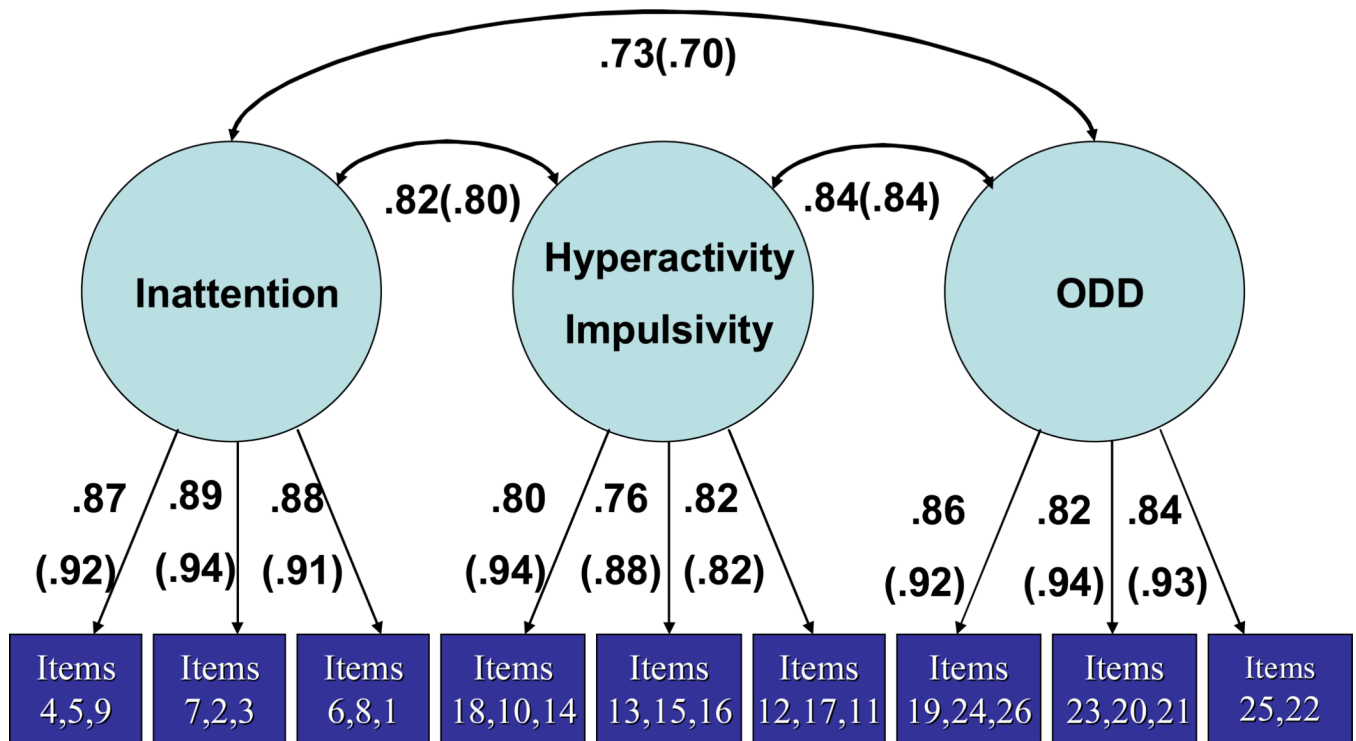 .73(.70)
.82(.80)
.84(.84)
Inattention
Hyperactivity
Impulsivity
ODD
.87
(.92)
.89
(.94)
.88
(.91)
.80
(.94)
.76
(.88)
.82
(.82)
.86
(.92)
.82
(.94)
.84
(.93)
Items
4,5,9
Items
7,2,3
Items
6,8,1
Items
18,10,14
Items
13,15,16
Items
12,17,11
Items
19,24,26
Items
23,20,21
Items
25,22